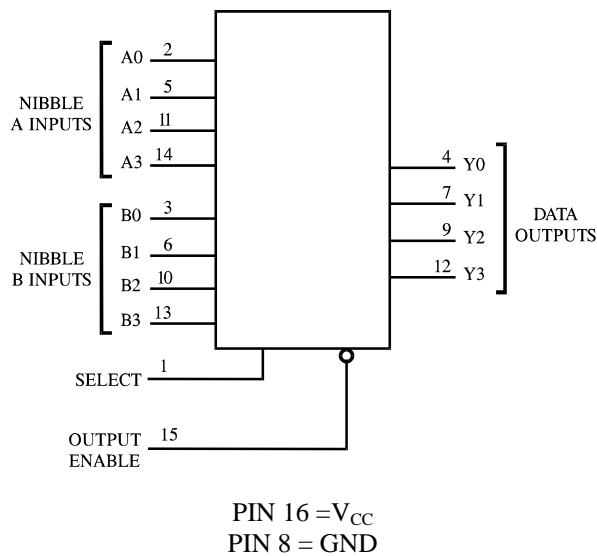 NIBBLE
A INPUTS
A0 2
A1 5
A2 11
A3 14
NIBBLE
B INPUTS
B0 3
B1 6
B2 10
B3 13
4 Y0
7 Y1
9 Y2
12 Y3
DATA
OUTPUTS
SELECT 1
OUTPUT
ENABLE 15
PIN 16 =VCC
PIN 8 = GND